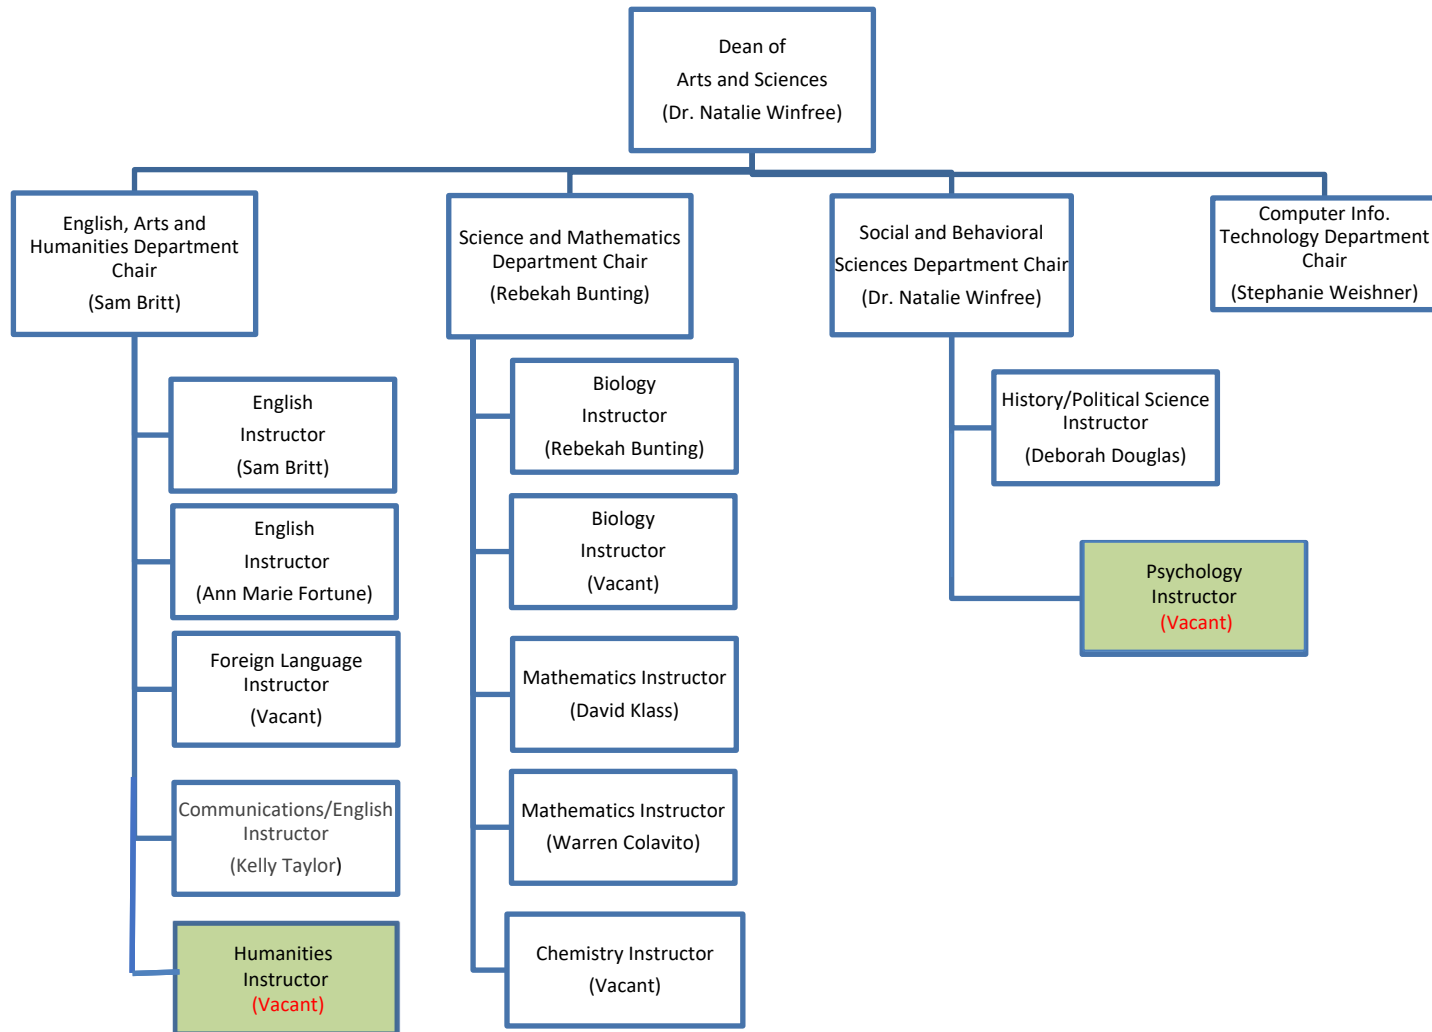 Dean of
Arts and Sciences
(Dr. Natalie Winfree)
English, Arts and
Humanities Department
Chair
(Sam Britt)
Science and Mathematics
Department Chair
(Rebekah Bunting)
Social and Behavioral
Sciences Department Chair
(Dr. Natalie Winfree)
Computer Info.
Technology Department
Chair
(Stephanie Weishner)
English
Instructor
(Sam Britt)
English
Instructor
(Ann Marie Fortune)
Foreign Language
Instructor
(Vacant)
Communications/English
Instructor
(Kelly Taylor)
Humanities
Instructor
(Vacant)
Biology
Instructor
(Rebekah Bunting)
Biology
Instructor
(Vacant)
Mathematics Instructor
(David Klass)
Mathematics Instructor
(Warren Colavito)
Chemistry Instructor
(Vacant)
History/Political Science
Instructor
(Deborah Douglas)
Psychology
Instructor
(Vacant)